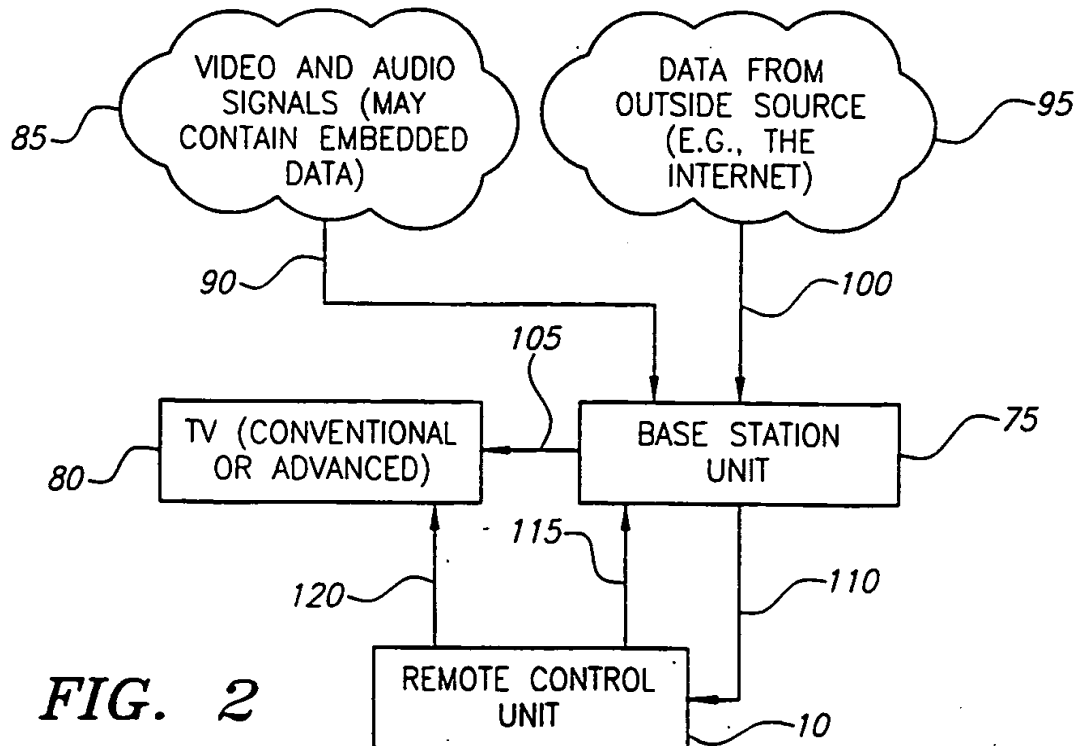 VIDEO AND AUDIO
SIGNALS (MAY
CONTAIN EMBEDDED
DATA)
85
DATA FROM
OUTSIDE SOURCE
(E.G., THE
INTERNET)
95
90
100
105
TV (CONVENTIONAL
OR ADVANCED)
80
BASE STATION
UNIT
75
115
120
110
REMOTE CONTROL
UNIT
10
FIG. 2